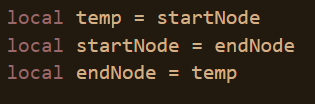 local temp = startNode
local startNode = endNode
local endNode = temp